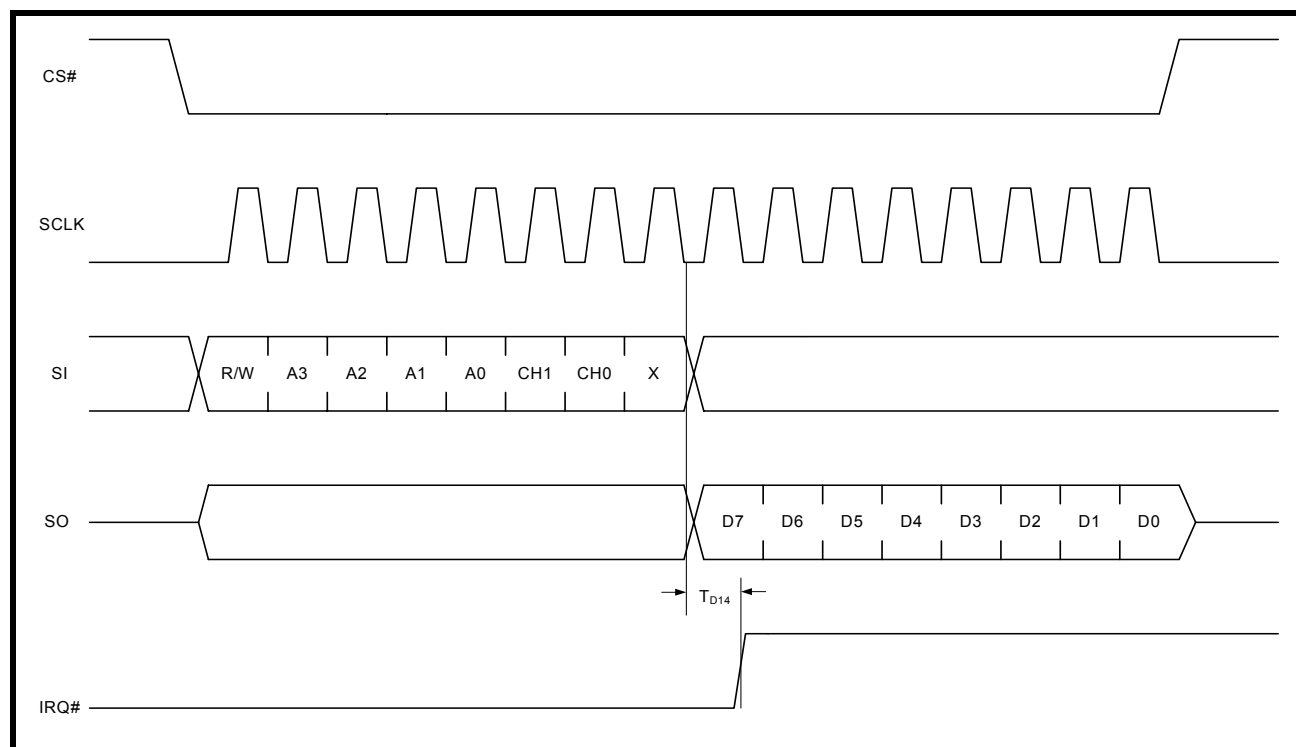 CS#
SCLK
SI R/W A3 A2 A1 A0 CH1 CH0 X
SO D7 D6 D5 D4 D3 D2 D1 D0
TD14
IRQ#